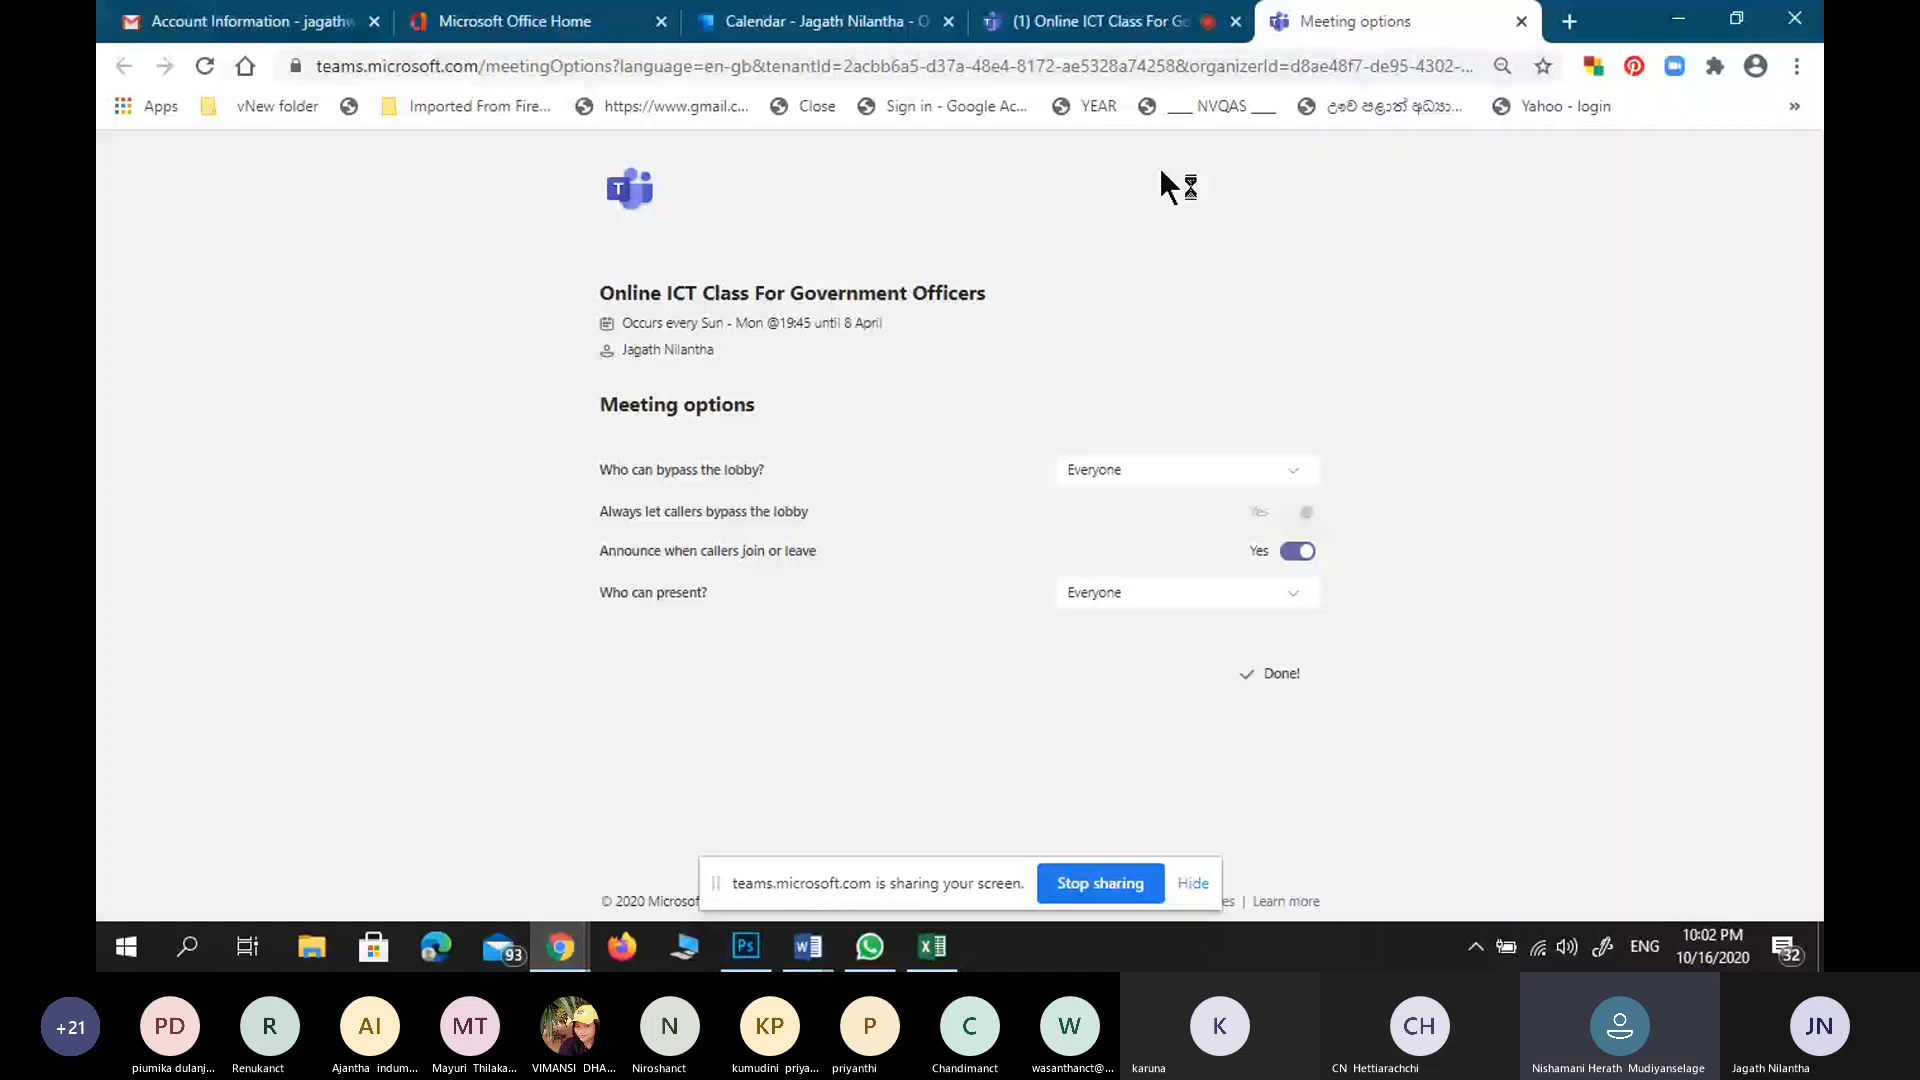 Account Information - jagathw
Microsoft Office Home
Calendar - Jagath Nilantha - O
(1) Online ICT Class For Go
Meeting options
teams.microsoft.com/meetingOptions?language=en-gb&tenantId=2acbb6a5-d37a-48e4-8172-ae5328a74258&organizerId=d8ae48f7-de95-4302-...
Apps
vNew folder
Imported From Fire...
https://www.gmail.c...
Close
Sign in - Google Ac...
YEAR
___ NVQAS ___
ඌව පළාත් අධ්‍යා...
Yahoo - login
»
T
Online ICT Class For Government Officers
Occurs every Sun - Mon @19:45 until 8 April
Jagath Nilantha
Meeting options
Who can bypass the lobby? Everyone
Always let callers bypass the lobby Yes
Announce when callers join or leave Yes
Who can present? Everyone
Done!
teams.microsoft.com is sharing your screen. Stop sharing Hide
© 2020 Microsof es | Learn more
93
Ps
W
X
ENG
10:02 PM
10/16/2020
32
+21 PD R AI MT N KP P C W K CH JN
piumika dulanj... Renukanct Ajantha indum... Mayuri Thilaka... VIMANSI DHA... Niroshanct kumudini priya... priyanthi Chandimanct wasanthanct@... karuna CN Hettiarachchi Nishamani Herath Mudiyanselage Jagath Nilantha